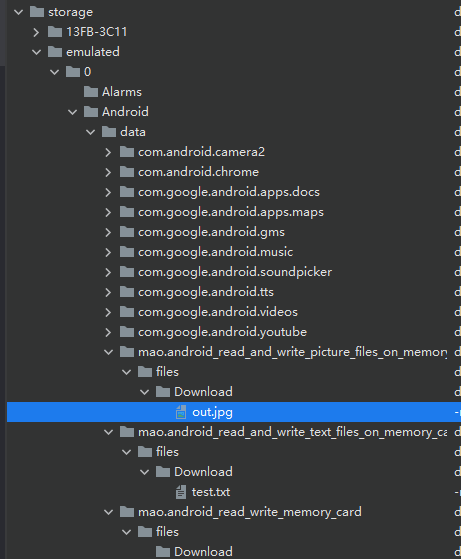 storage
13FB-3C11
emulated
0
Alarms
Android
data
com.android.camera2
com.android.chrome
com.google.android.apps.docs
com.google.android.apps.maps
com.google.android.gms
com.google.android.music
com.google.android.soundpicker
com.google.android.tts
com.google.android.videos
com.google.android.youtube
mao.android_read_and_write_picture_files_on_memory
files
Download
out.jpg
mao.android_read_and_write_text_files_on_memory_ca
files
Download
test.txt
mao.android_read_write_memory_card
files
Download